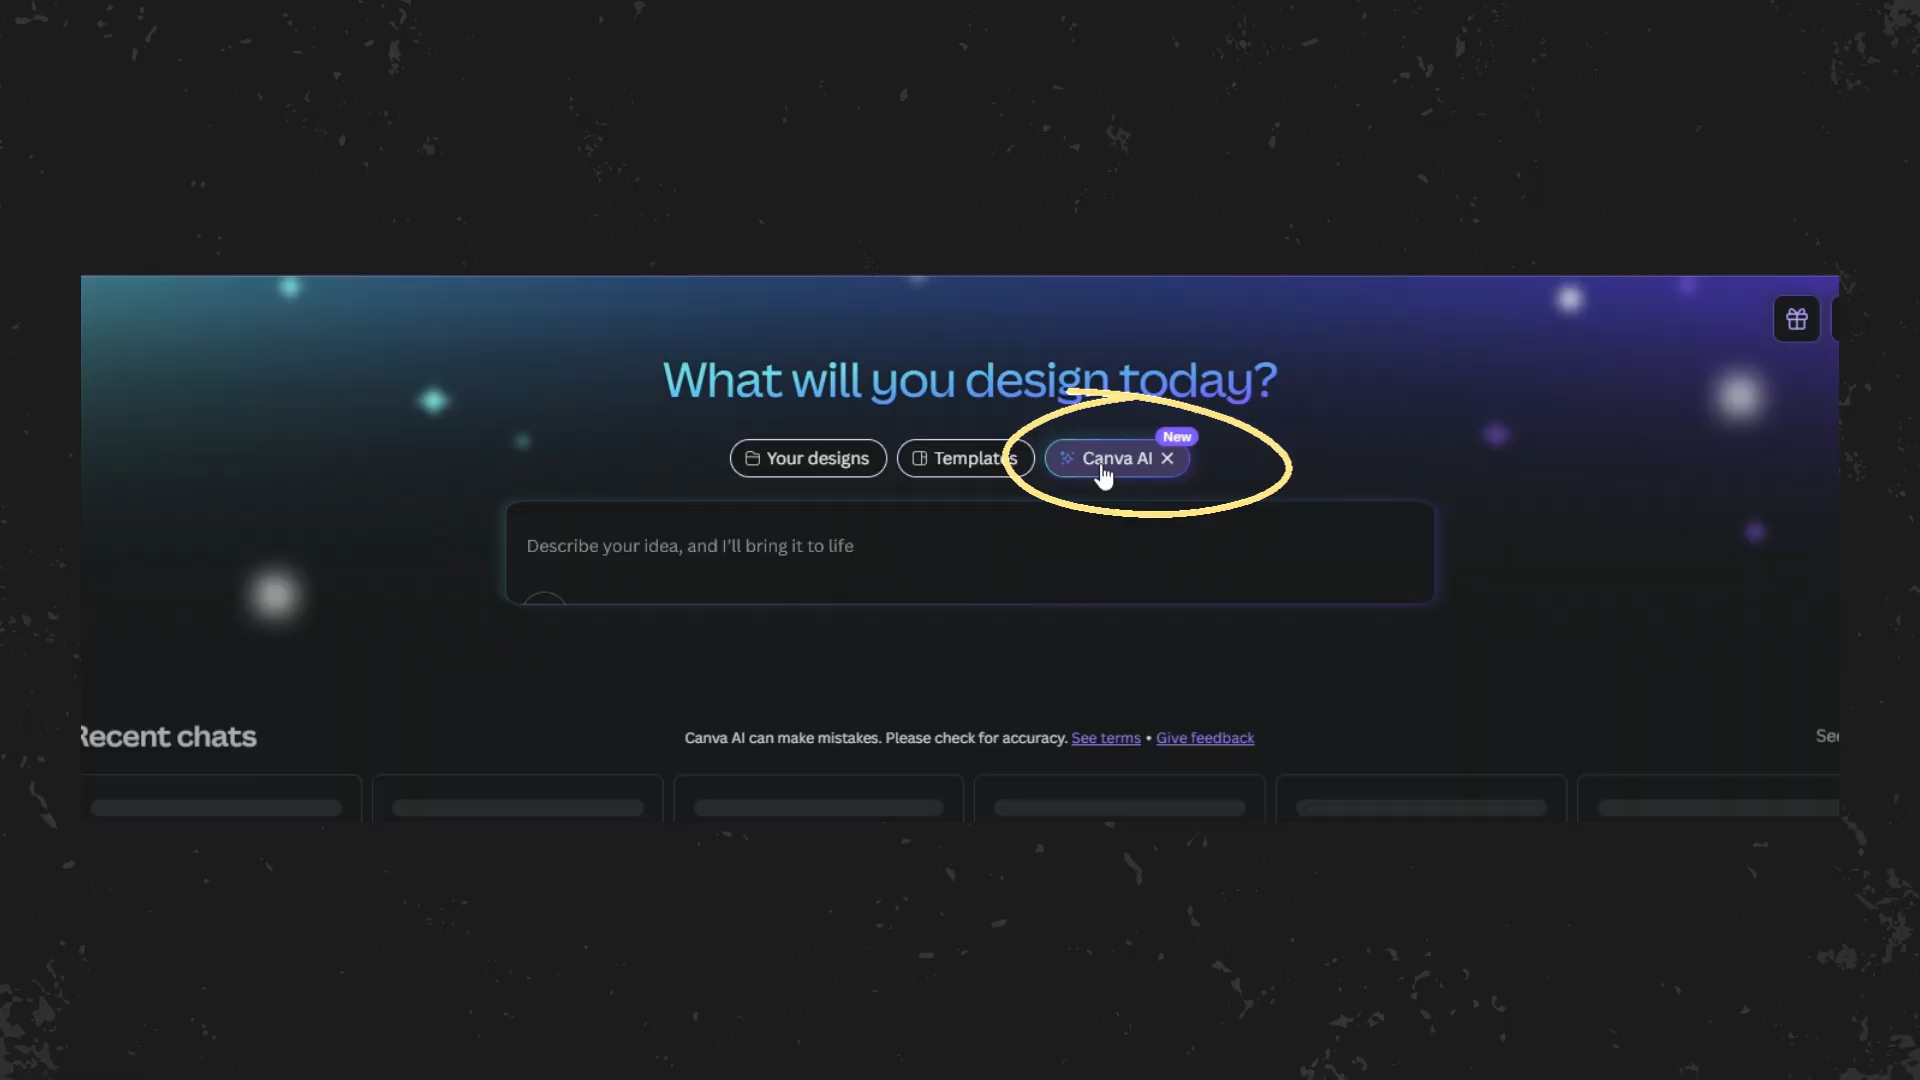 What will you design today?
New
Your designs
Templates
Canva AI
Describe your idea, and I'll bring it to life
Recent chats
Canva AI can make mistakes. Please check for accuracy. See terms • Give feedback